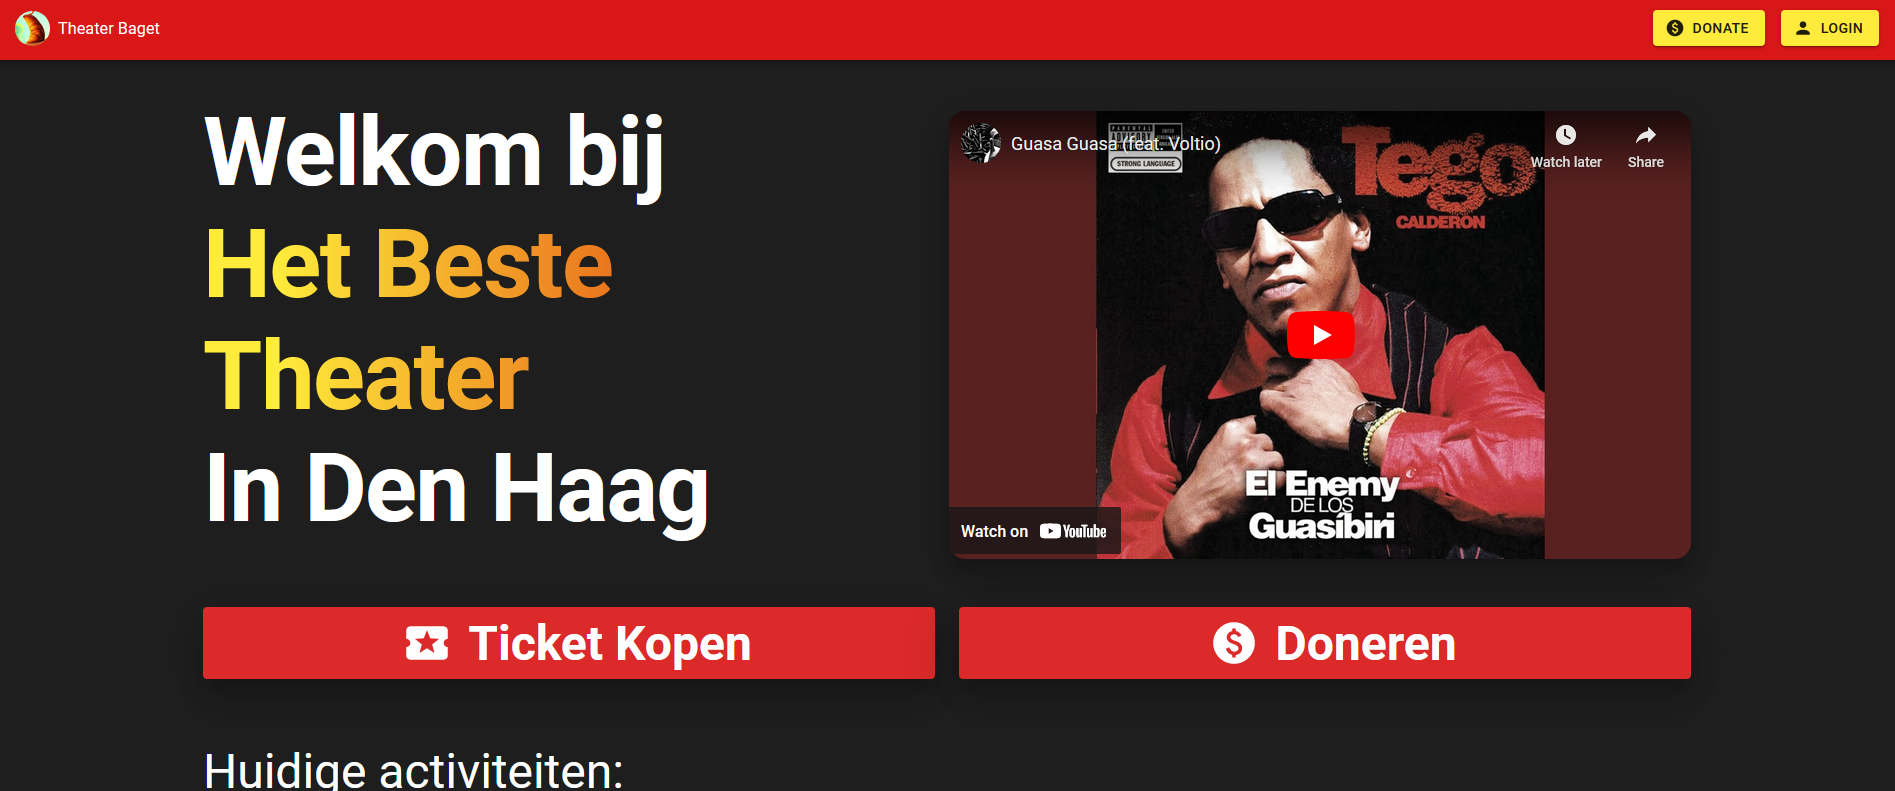 Theater Baget
DONATE
LOGIN
Welkom bij
Het Beste
Theater
In Den Haag
Guasa Guasa (feat. Voltio)
Watch later
Share
PARENTAL
ADVISORY
STRONG LANGUAGE
Tego
CALDERON
El Enemy
DE LOS
Guasíbiri
Watch on YouTube
Ticket Kopen
Doneren
Huidige activiteiten: